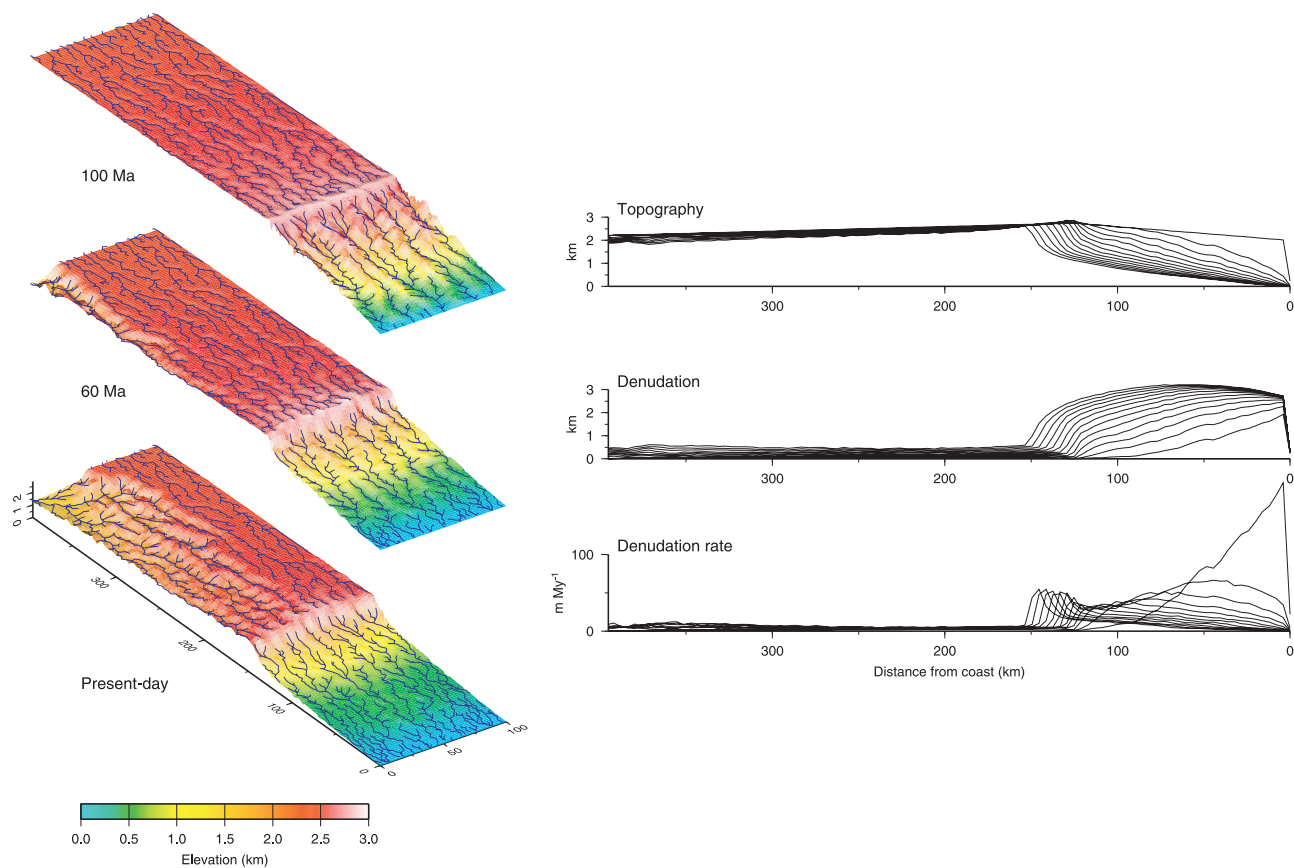 100 Ma
60 Ma
Present-day
0 1 2
300
200
100
0
0
50
100
0.0 0.5 1.0 1.5 2.0 2.5 3.0
Elevation (km)
Topography
3
2
1
0
km
300 200 100 0
Denudation
3
2
1
0
km
300 200 100 0
Denudation rate
100
0
m My⁻¹
300 200 100 0
Distance from coast (km)